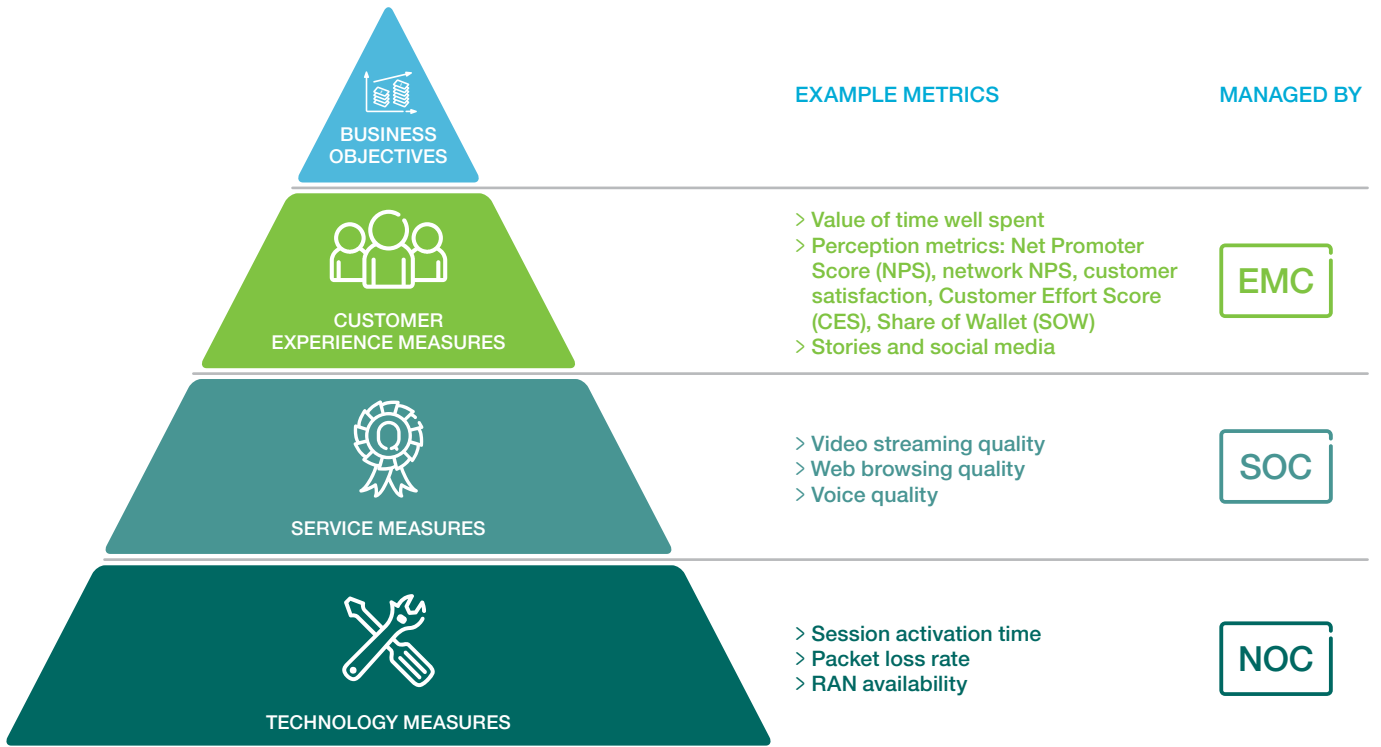 EXAMPLE METRICS
MANAGED BY
BUSINESS
OBJECTIVES
> Value of time well spent
> Perception metrics: Net Promoter
Score (NPS), network NPS, customer
satisfaction, Customer Effort Score
(CES), Share of Wallet (SOW)
> Stories and social media
EMC
CUSTOMER
EXPERIENCE MEASURES
Q
> Video streaming quality
> Web browsing quality
> Voice quality
SOC
SERVICE MEASURES
> Session activation time
> Packet loss rate
> RAN availability
NOC
TECHNOLOGY MEASURES